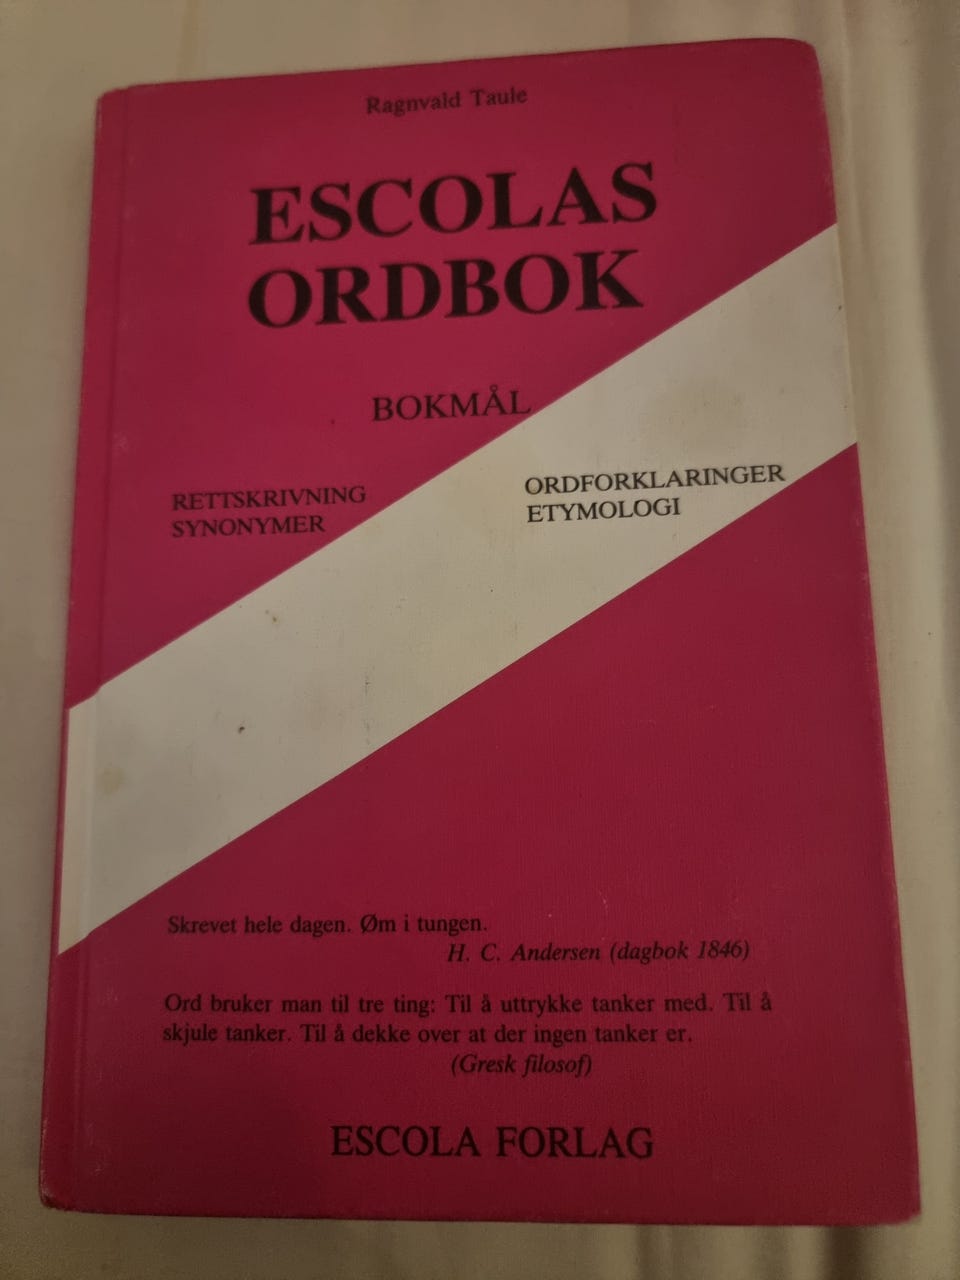 Ragnvald Taule
ESCOLAS
ORDBOK
BOKMÅL
RETTSKRIVNING
SYNONYMER
ORDFORKLARINGER
ETYMOLOGI
Skrevet hele dagen. Øm i tungen.
H. C. Andersen (dagbok 1846)
Ord bruker man til tre ting: Til å uttrykke tanker med. Til å
skjule tanker. Til å dekke over at der ingen tanker er.
(Gresk filosof)
ESCOLA FORLAG